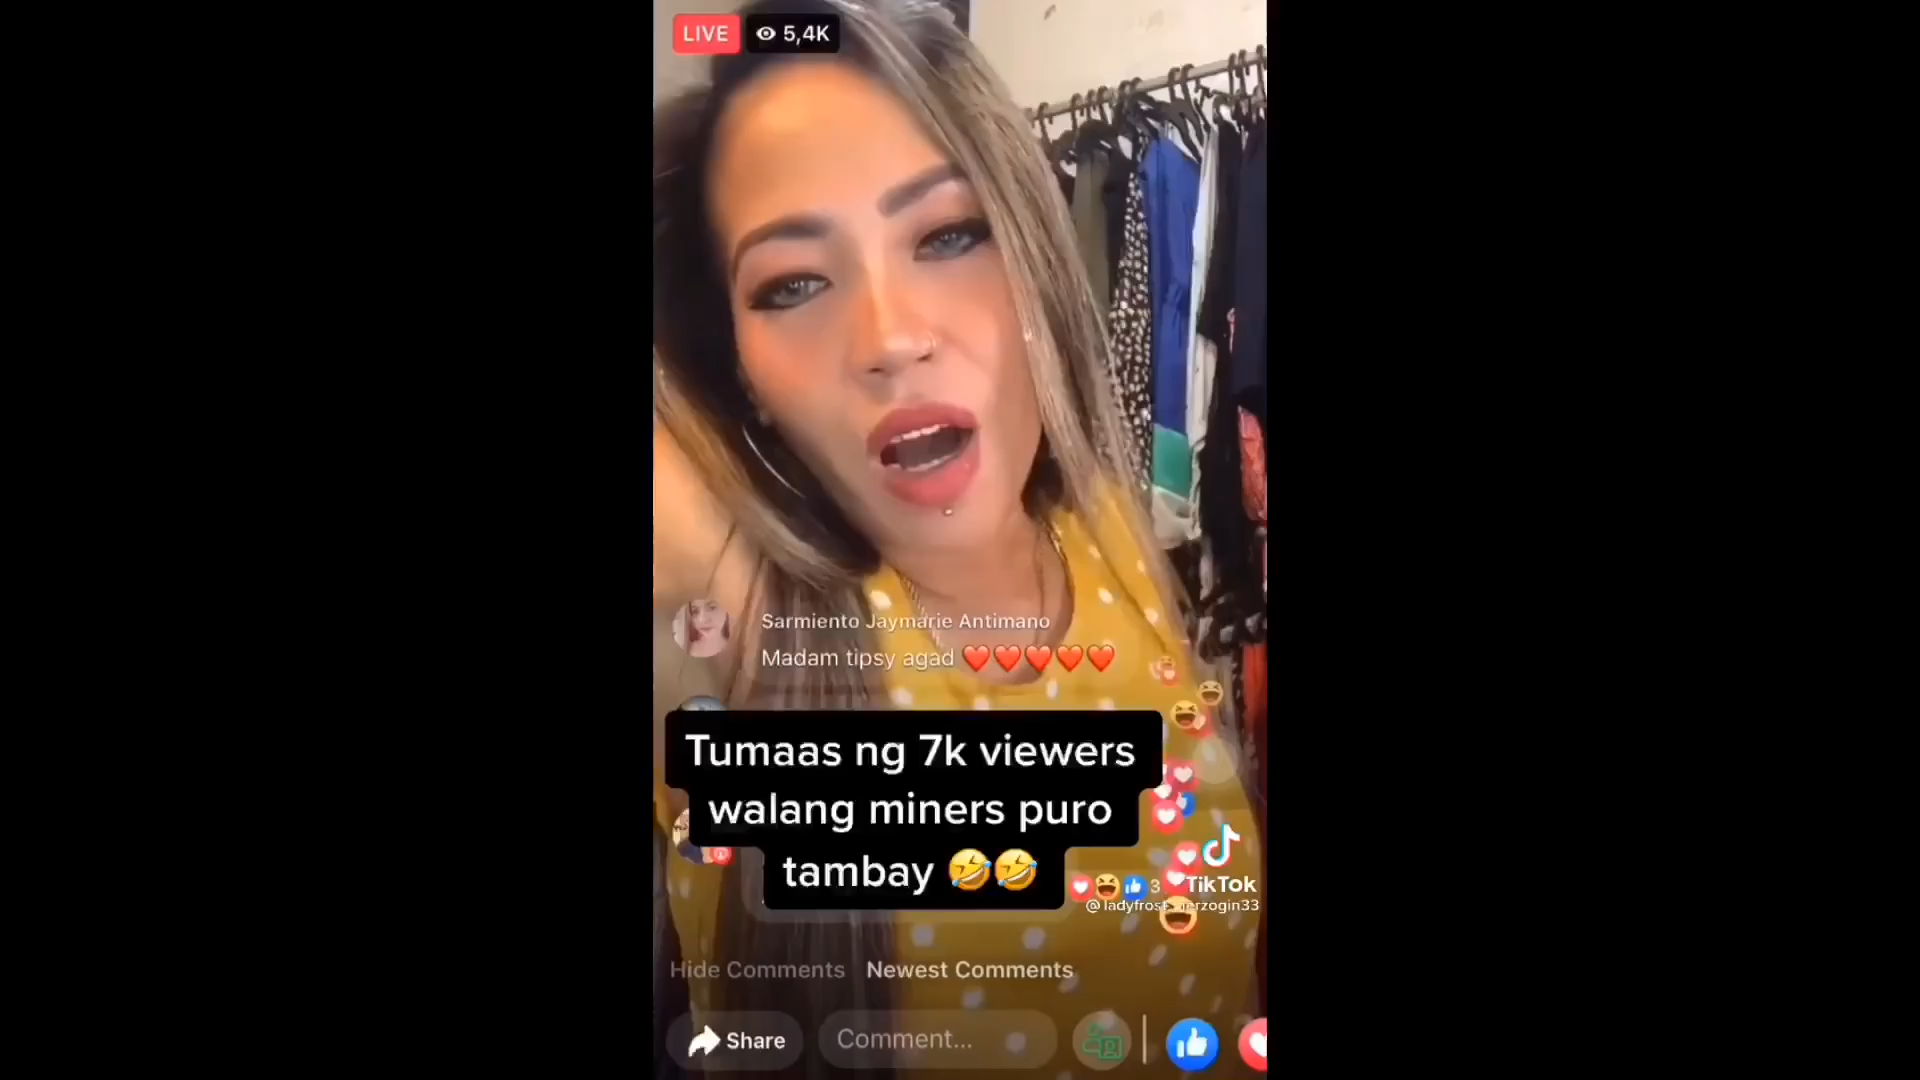 LIVE
5,4K
Sarmiento Jaymarie Antimano
Madam tipsy agad ❤️❤️❤️❤️❤️
Tumaas ng 7k viewers
walang miners puro
tambay 🤣🤣
3
TikTok
Hide Comments Newest Comments
Share
Comment...